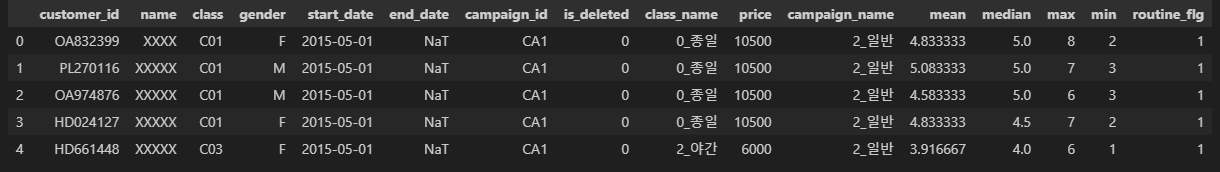 customer_id name class gender start_date end_date campaign_id is_deleted class_name price campaign_name mean median max min routine_flg
0 OA832399 XXXX C01 F 2015-05-01 NaT CA1 0 0_종일 10500 2_일반 4.833333 5.0 8 2 1
1 PL270116 XXXXX C01 M 2015-05-01 NaT CA1 0 0_종일 10500 2_일반 5.083333 5.0 7 3 1
2 OA974876 XXXXX C01 M 2015-05-01 NaT CA1 0 0_종일 10500 2_일반 4.583333 5.0 6 3 1
3 HD024127 XXXXX C01 F 2015-05-01 NaT CA1 0 0_종일 10500 2_일반 4.833333 4.5 7 2 1
4 HD661448 XXXXX C03 F 2015-05-01 NaT CA1 0 2_야간 6000 2_일반 3.916667 4.0 6 1 1